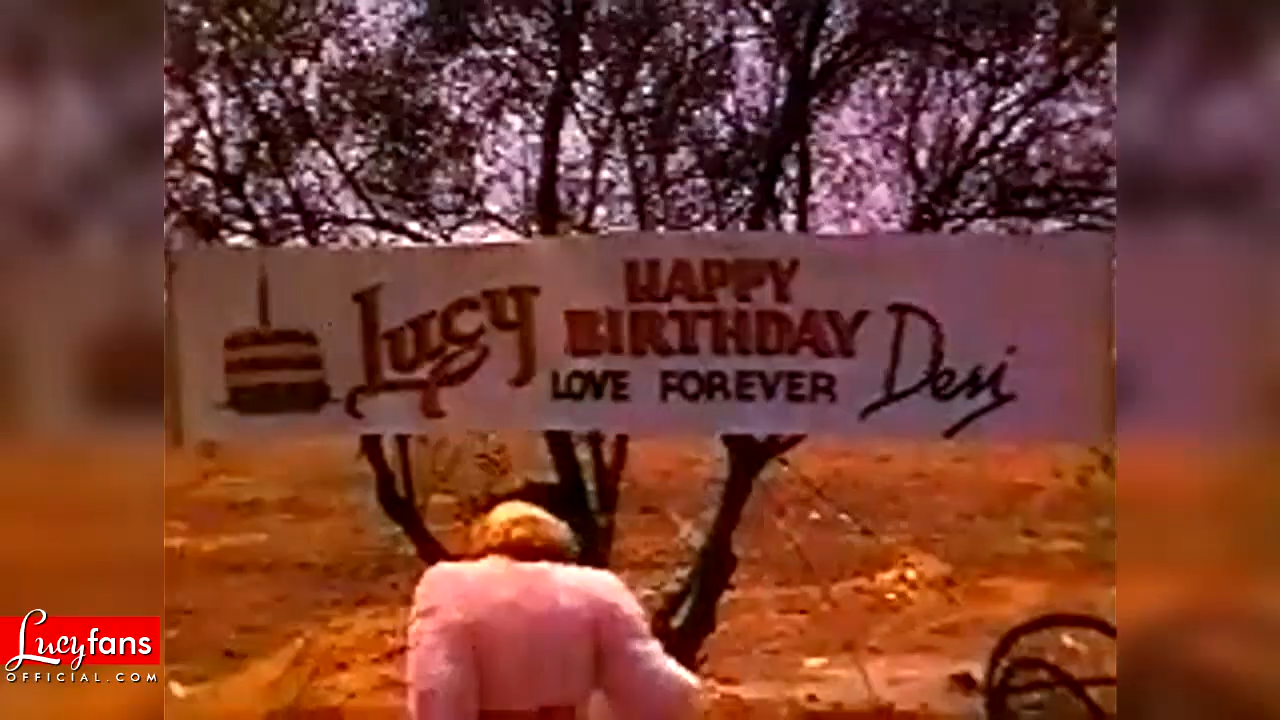 Lucy
HAPPY
BIRTHDAY
LOVE FOREVER
Desi
Lucyfans
OFFICIAL.COM